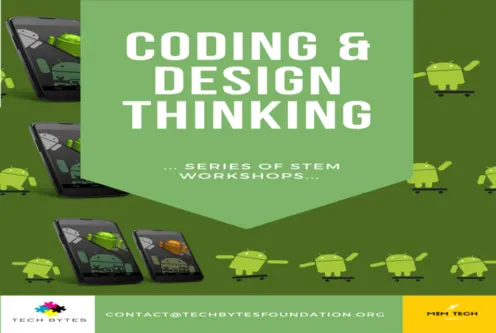 CODING &
DESIGN
THINKING
... SERIES OF STEM
WORKSHOPS...
TECH BYTES
CONTACT@TECHBYTESFOUNDATION.ORG
MEM TECH